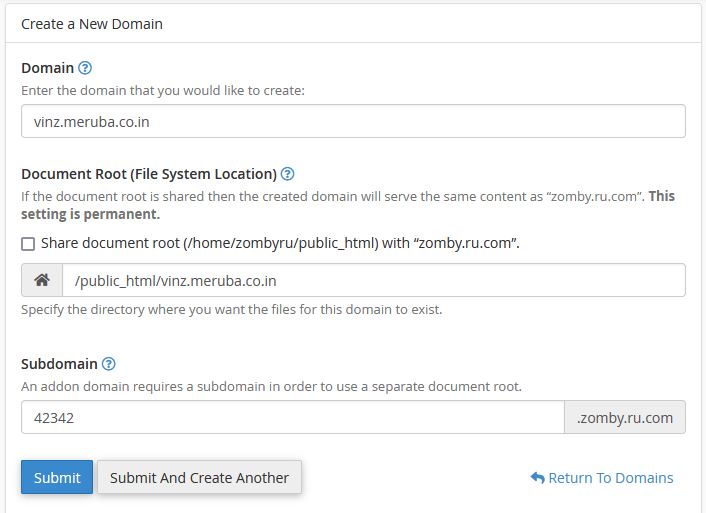 Create a New Domain
Domain
Enter the domain that you would like to create:
vinz.meruba.co.in
Document Root (File System Location)
If the document root is shared then the created domain will serve the same content as “zomby.ru.com”. This
setting is permanent.
Share document root (/home/zombyru/public_html) with “zomby.ru.com”.
/public_html/vinz.meruba.co.in
Specify the directory where you want the files for this domain to exist.
Subdomain
An addon domain requires a subdomain in order to use a separate document root.
42342 .zomby.ru.com
Submit Submit And Create Another Return To Domains